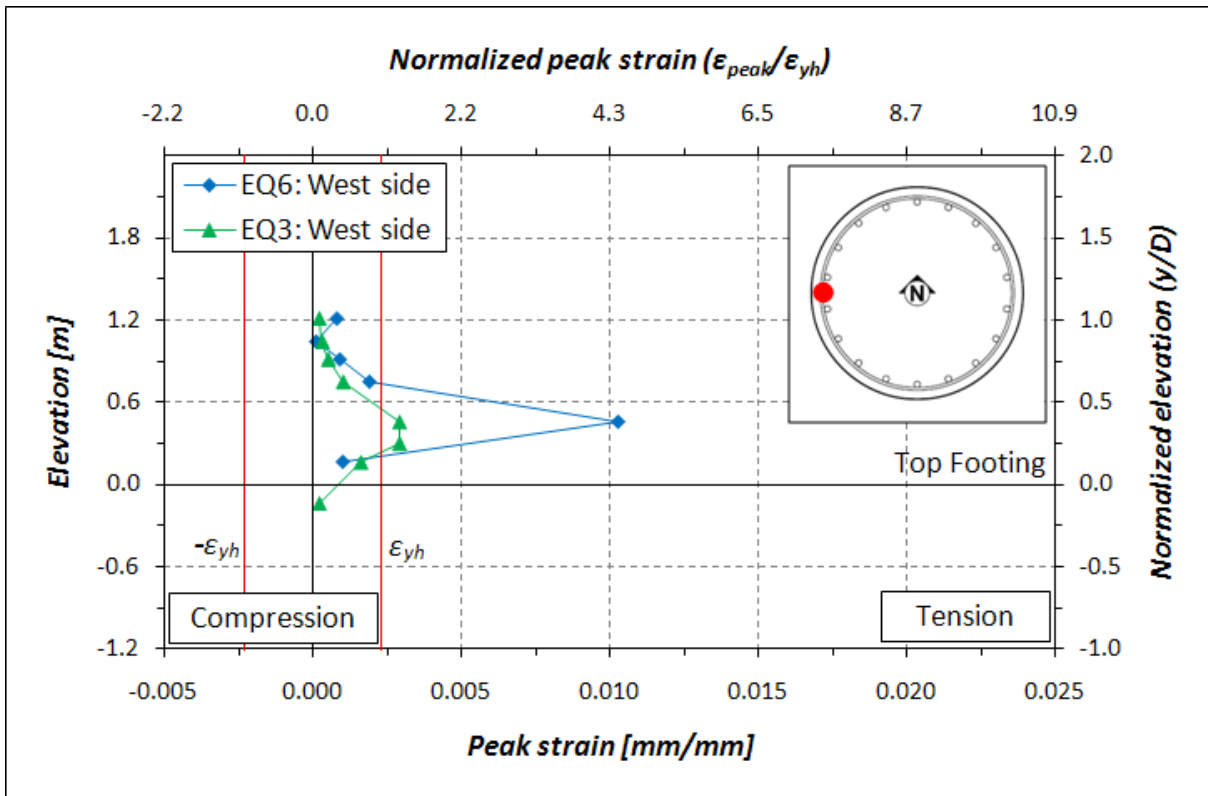 Normalized peak strain (εpeak/εyh)
-2.2 0.0 2.2 4.3 6.5 8.7 10.9
EQ6: West side
EQ3: West side
N
Top Footing
-εyh
εyh
Compression
Tension
Elevation [m]
1.8
1.2
0.6
0.0
-0.6
-1.2
2.0
1.5
1.0
0.5
0.0
-0.5
-1.0
Normalized elevation (y/D)
-0.005 0.000 0.005 0.010 0.015 0.020 0.025
Peak strain [mm/mm]